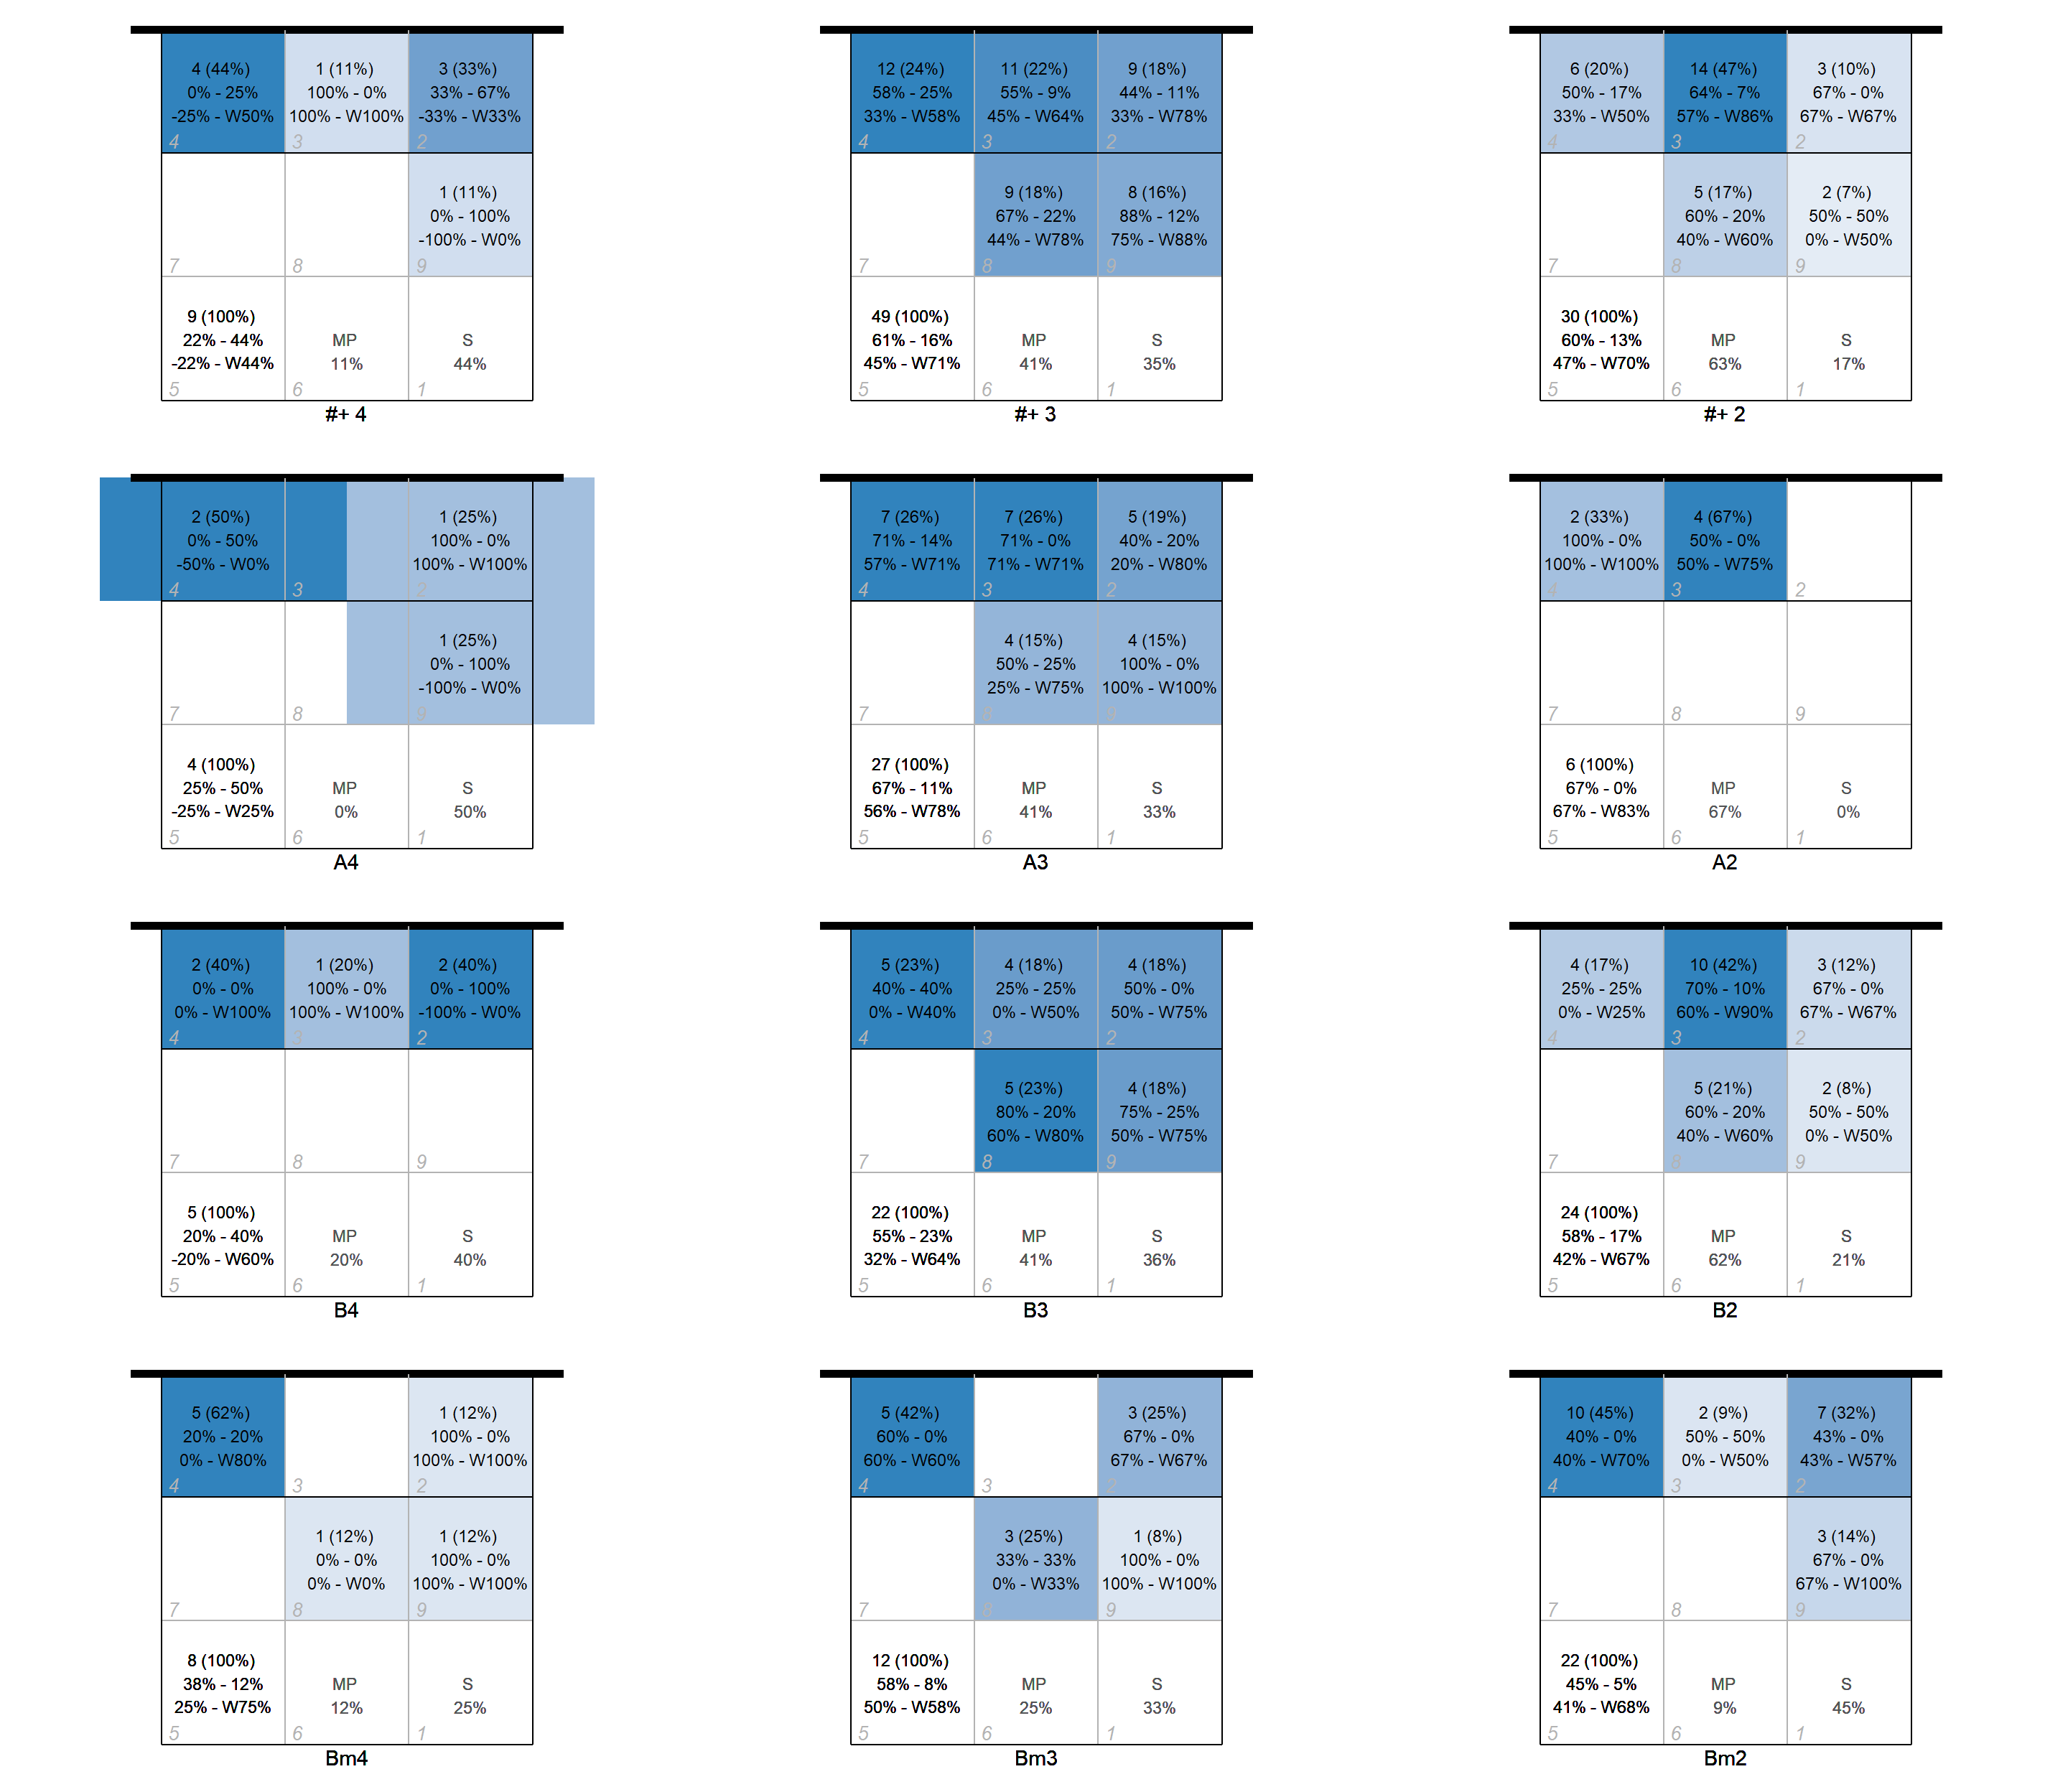 4 (44%)
0% - 25%
-25% - W50%
4
1 (11%)
100% - 0%
100% - W100%
3
3 (33%)
33% - 67%
-33% - W33%
2
7
8
1 (11%)
0% - 100%
-100% - W0%
9
9 (100%)
22% - 44%
-22% - W44%
5
MP
11%
6
S
44%
1
#+ 4
12 (24%)
58% - 25%
33% - W58%
4
11 (22%)
55% - 9%
45% - W64%
3
9 (18%)
44% - 11%
33% - W78%
2
7
9 (18%)
67% - 22%
44% - W78%
8
8 (16%)
88% - 12%
75% - W88%
9
49 (100%)
61% - 16%
45% - W71%
5
MP
41%
6
S
35%
1
#+ 3
6 (20%)
50% - 17%
33% - W50%
4
14 (47%)
64% - 7%
57% - W86%
3
3 (10%)
67% - 0%
67% - W67%
2
7
5 (17%)
60% - 20%
40% - W60%
8
2 (7%)
50% - 50%
0% - W50%
9
30 (100%)
60% - 13%
47% - W70%
5
MP
63%
6
S
17%
1
#+ 2
2 (50%)
0% - 50%
-50% - W0%
4
3
1 (25%)
100% - 0%
100% - W100%
2
7
8
1 (25%)
0% - 100%
-100% - W0%
9
4 (100%)
25% - 50%
-25% - W25%
5
MP
0%
6
S
50%
1
A4
7 (26%)
71% - 14%
57% - W71%
4
7 (26%)
71% - 0%
71% - W71%
3
5 (19%)
40% - 20%
20% - W80%
2
7
4 (15%)
50% - 25%
25% - W75%
8
4 (15%)
100% - 0%
100% - W100%
9
27 (100%)
67% - 11%
56% - W78%
5
MP
41%
6
S
33%
1
A3
2 (33%)
100% - 0%
100% - W100%
4
4 (67%)
50% - 0%
50% - W75%
3
2
7
8
9
6 (100%)
67% - 0%
67% - W83%
5
MP
67%
6
S
0%
1
A2
2 (40%)
0% - 0%
0% - W100%
4
1 (20%)
100% - 0%
100% - W100%
3
2 (40%)
0% - 100%
-100% - W0%
2
7
8
9
5 (100%)
20% - 40%
-20% - W60%
5
MP
20%
6
S
40%
1
B4
5 (23%)
40% - 40%
0% - W40%
4
4 (18%)
25% - 25%
0% - W50%
3
4 (18%)
50% - 0%
50% - W75%
2
7
5 (23%)
80% - 20%
60% - W80%
8
4 (18%)
75% - 25%
50% - W75%
9
22 (100%)
55% - 23%
32% - W64%
5
MP
41%
6
S
36%
1
B3
4 (17%)
25% - 25%
0% - W25%
4
10 (42%)
70% - 10%
60% - W90%
3
3 (12%)
67% - 0%
67% - W67%
2
7
5 (21%)
60% - 20%
40% - W60%
8
2 (8%)
50% - 50%
0% - W50%
9
24 (100%)
58% - 17%
42% - W67%
5
MP
62%
6
S
21%
1
B2
5 (62%)
20% - 20%
0% - W80%
4
3
1 (12%)
100% - 0%
100% - W100%
2
7
1 (12%)
0% - 0%
0% - W0%
8
1 (12%)
100% - 0%
100% - W100%
9
8 (100%)
38% - 12%
25% - W75%
5
MP
12%
6
S
25%
1
Bm4
5 (42%)
60% - 0%
60% - W60%
4
3
3 (25%)
67% - 0%
67% - W67%
2
7
3 (25%)
33% - 33%
0% - W33%
8
1 (8%)
100% - 0%
100% - W100%
9
12 (100%)
58% - 8%
50% - W58%
5
MP
25%
6
S
33%
1
Bm3
10 (45%)
40% - 0%
40% - W70%
4
2 (9%)
50% - 50%
0% - W50%
3
7 (32%)
43% - 0%
43% - W57%
2
7
8
3 (14%)
67% - 0%
67% - W100%
9
22 (100%)
45% - 5%
41% - W68%
5
MP
9%
6
S
45%
1
Bm2